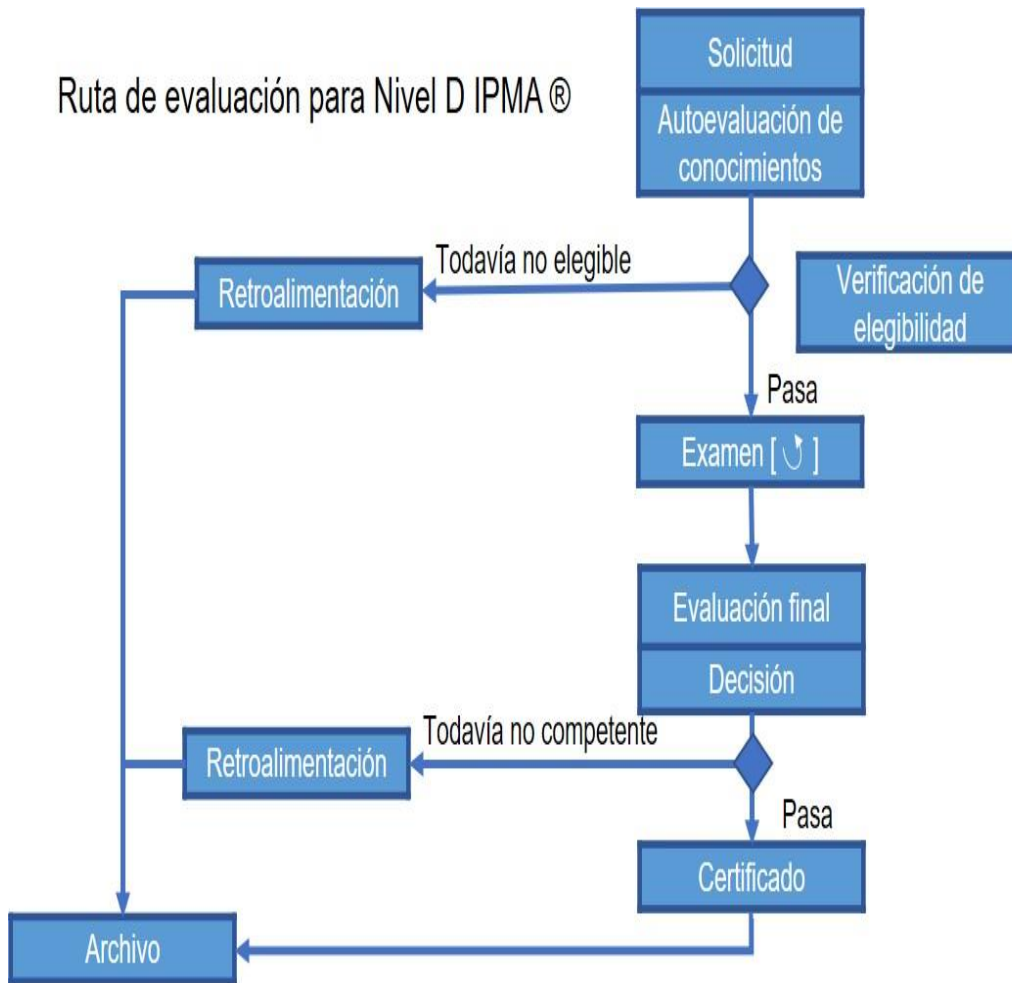 Solicitud
Ruta de evaluación para Nivel D IPMA ®
Autoevaluación de
conocimientos
Todavía no elegible
Retroalimentación
Verificación de
elegibilidad
Pasa
Examen [ ]
Evaluación final
Decisión
Todavía no competente
Retroalimentación
Pasa
Certificado
Archivo